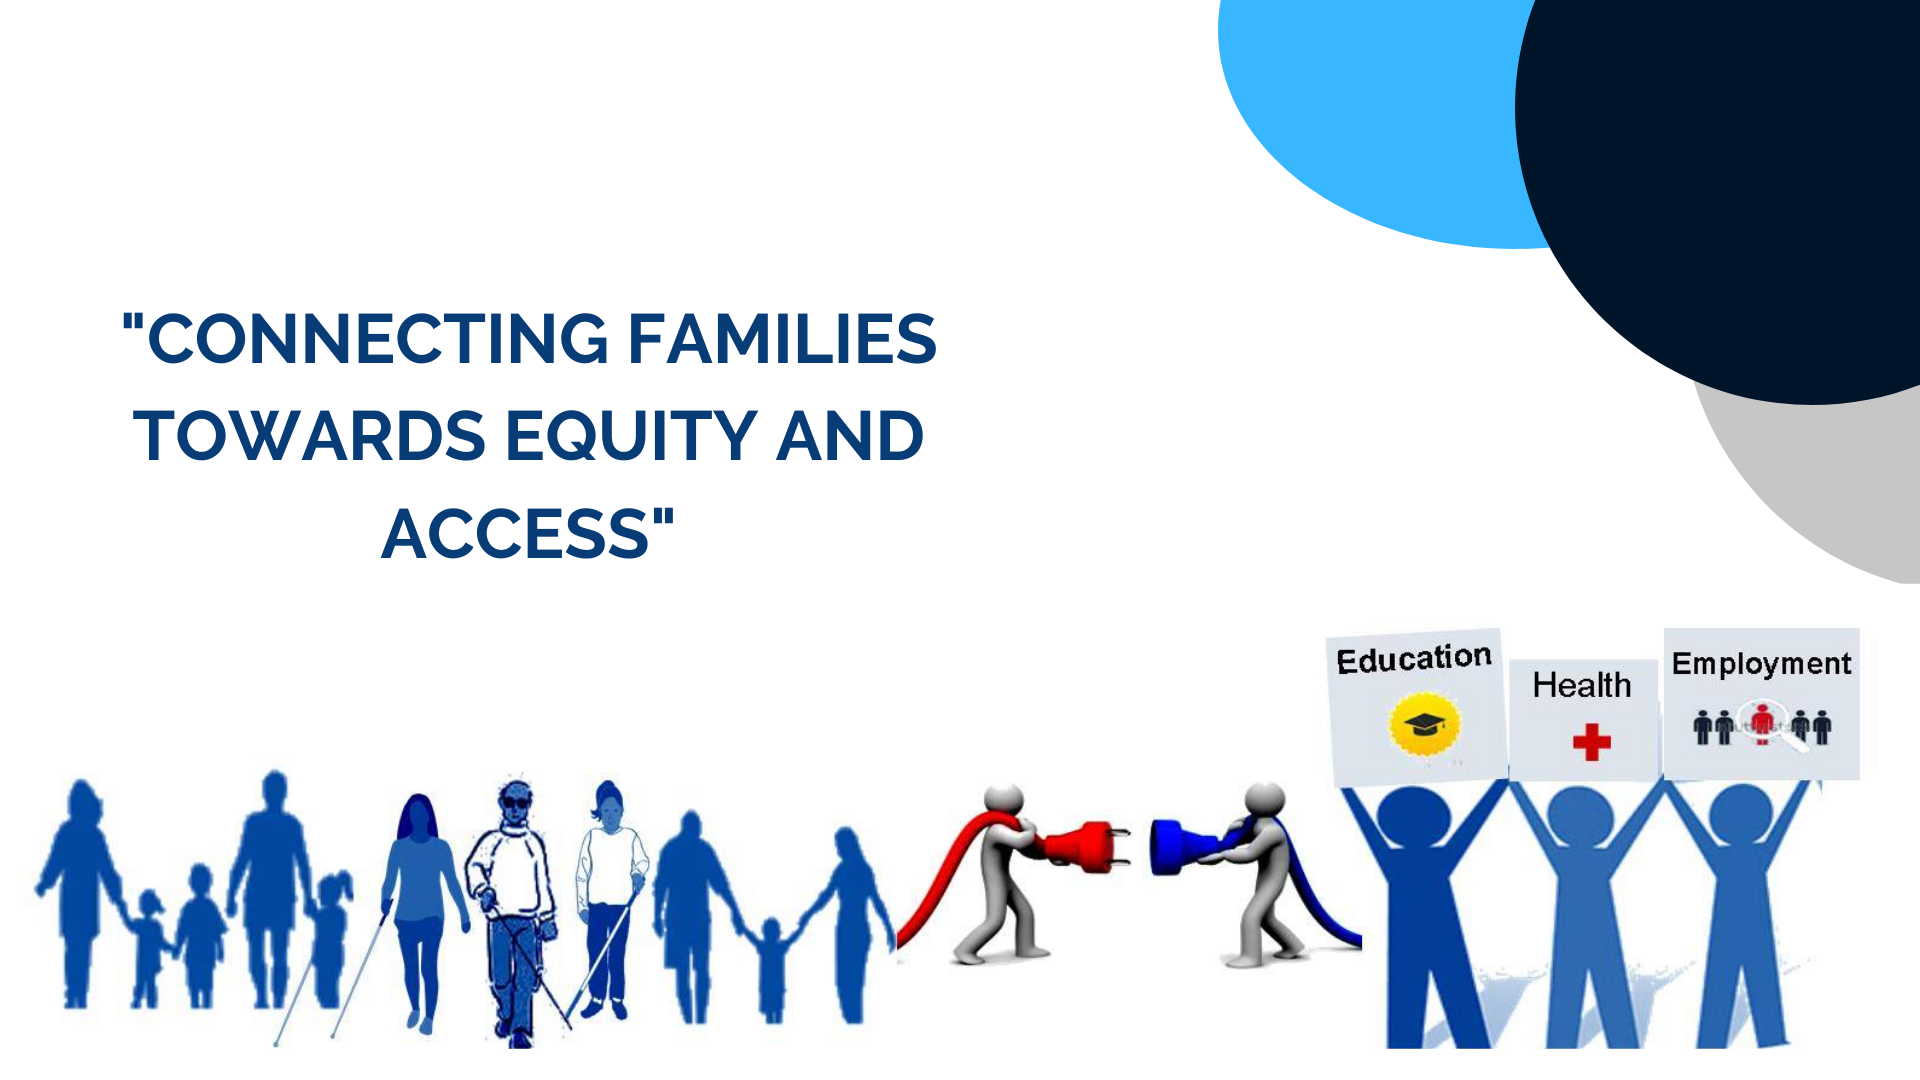 "CONNECTING FAMILIES
TOWARDS EQUITY AND
ACCESS"
Education
Health
Employment